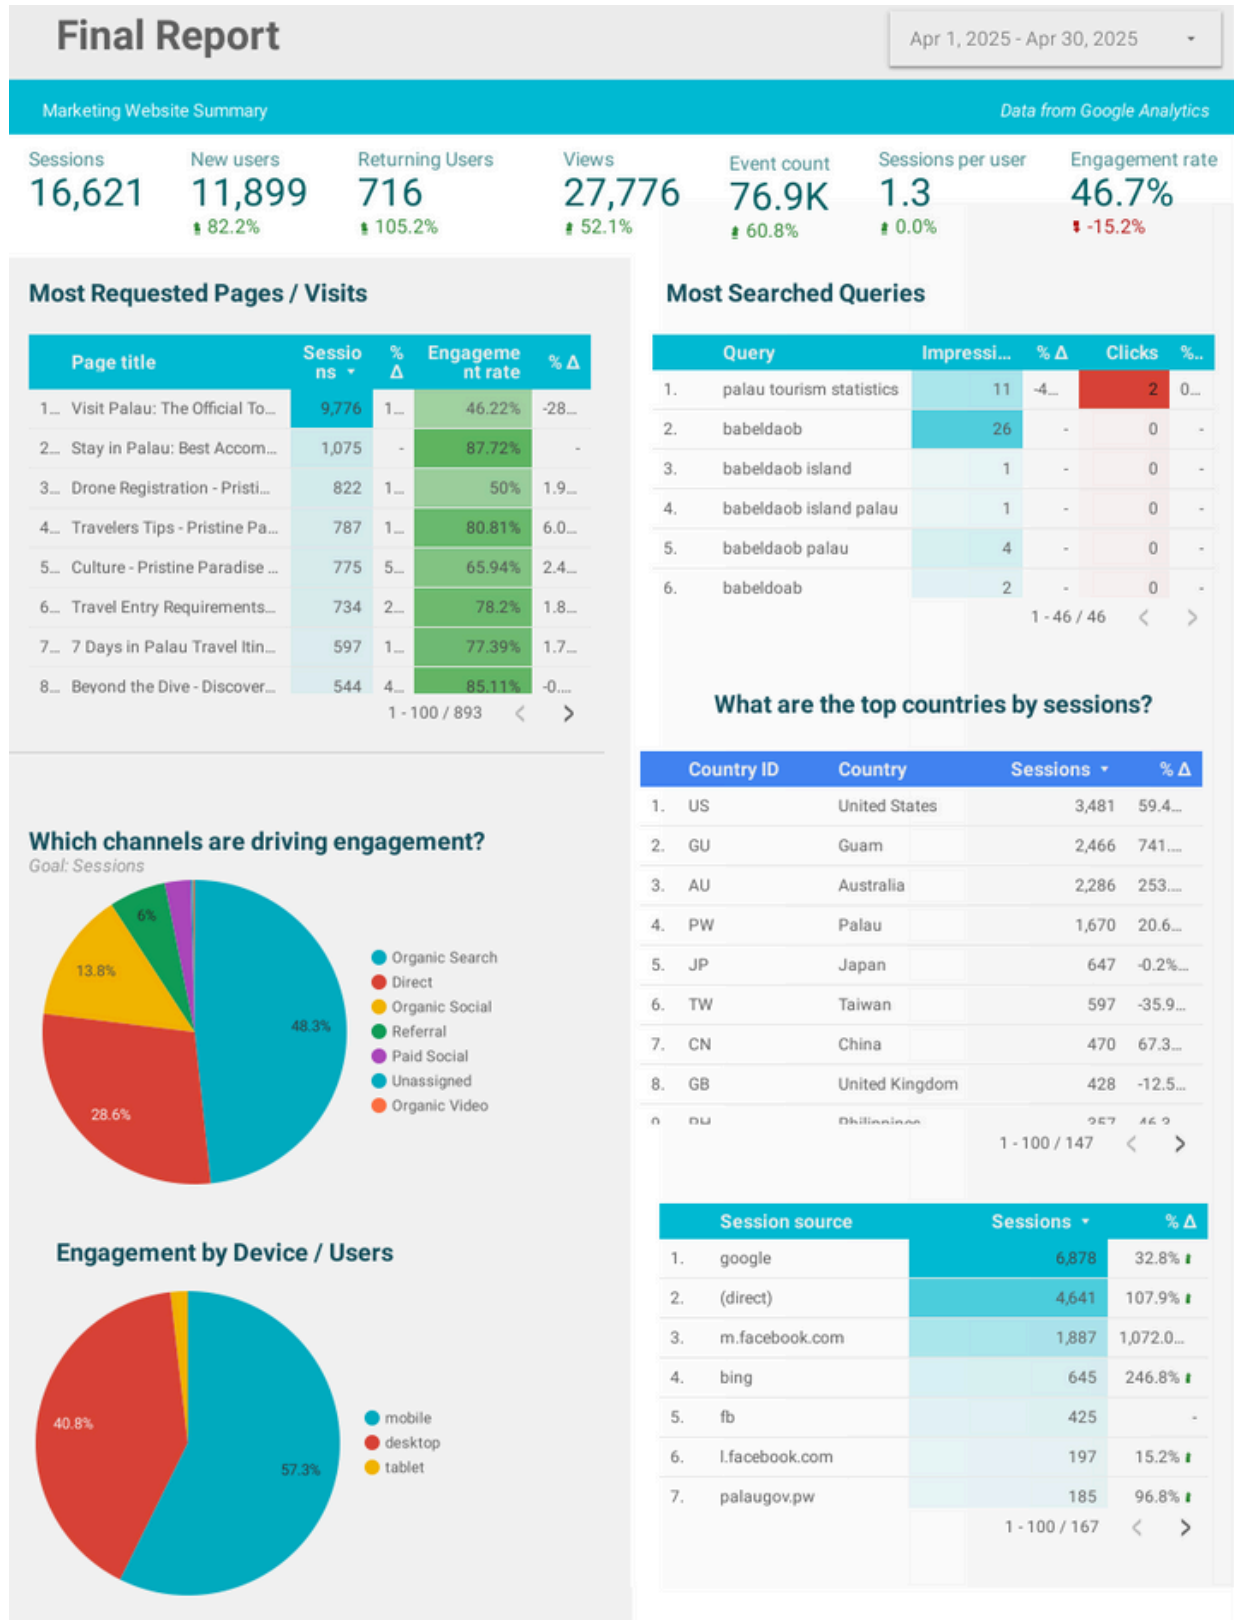 Final Report
Apr 1, 2025 - Apr 30, 2025
Marketing Website Summary
Data from Google Analytics
Sessions
16,621
New users
11,899
82.2%
Returning Users
716
105.2%
Views
27,776
52.1%
Event count
76.9K
60.8%
Sessions per user
1.3
0.0%
Engagement rate
46.7%
-15.2%
Most Requested Pages / Visits
Page title Sessio ns % Δ Engageme nt rate % Δ
1... Visit Palau: The Official To... 9,776 1... 46.22% -28...
2... Stay in Palau: Best Accom... 1,075 - 87.72% -
3... Drone Registration - Pristi... 822 1... 50% 1.9...
4... Travelers Tips - Pristine Pa... 787 1... 80.81% 6.0...
5... Culture - Pristine Paradise ... 775 5... 65.94% 2.4...
6... Travel Entry Requirements... 734 2... 78.2% 1.8...
7... 7 Days in Palau Travel Itin... 597 1... 77.39% 1.7...
8... Beyond the Dive - Discover... 544 4... 85.11% -0....
1 - 100 / 893 < >
Most Searched Queries
Query Impressi... % Δ Clicks %..
1. palau tourism statistics 11 -4... 2 0...
2. babeldaob 26 - 0 -
3. babeldaob island 1 - 0 -
4. babeldaob island palau 1 - 0 -
5. babeldaob palau 4 - 0 -
6. babeldoab 2 - 0 -
1 - 46 / 46 < >
What are the top countries by sessions?
Country ID Country Sessions % Δ
1. US United States 3,481 59.4...
2. GU Guam 2,466 741....
3. AU Australia 2,286 253....
4. PW Palau 1,670 20.6...
5. JP Japan 647 -0.2%...
6. TW Taiwan 597 -35.9...
7. CN China 470 67.3...
8. GB United Kingdom 428 -12.5...
9. PH Philippines 357 46.3
1 - 100 / 147 < >
Which channels are driving engagement?
Goal: Sessions
6%
13.8%
48.3%
28.6%
Organic Search
Direct
Organic Social
Referral
Paid Social
Unassigned
Organic Video
Session source Sessions % Δ
1. google 6,878 32.8%
2. (direct) 4,641 107.9%
3. m.facebook.com 1,887 1,072.0...
4. bing 645 246.8%
5. fb 425 -
6. l.facebook.com 197 15.2%
7. palaugov.pw 185 96.8%
1 - 100 / 167 < >
Engagement by Device / Users
40.8%
57.3%
mobile
desktop
tablet